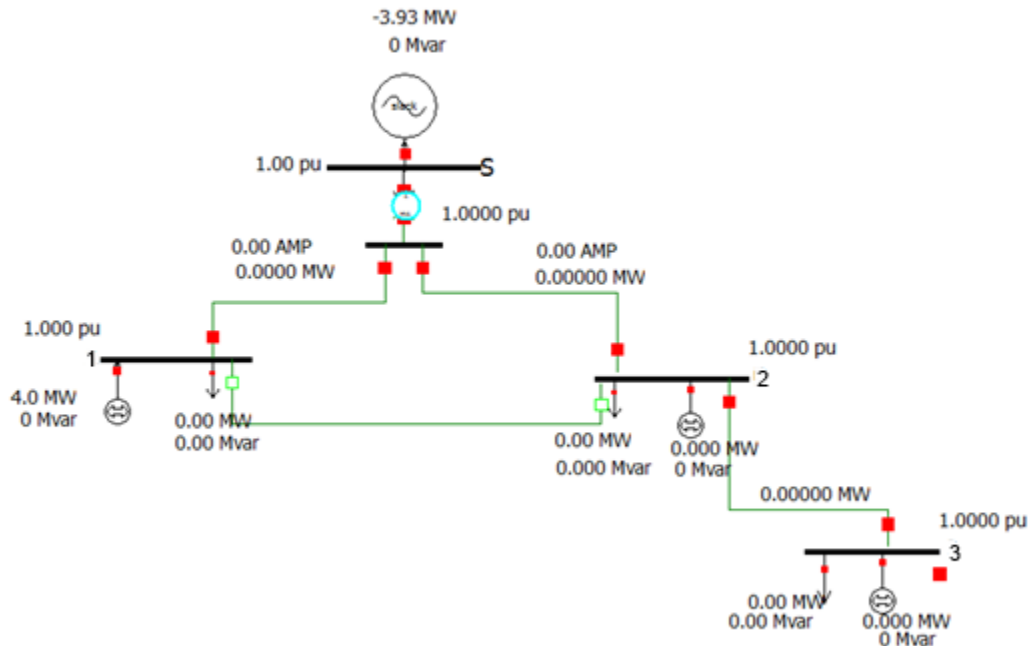 -3.93 MW
0 Mvar
slack
1.00 pu
S
1.0000 pu
0.00 AMP
0.0000 MW
0.00 AMP
0.00000 MW
1.000 pu
1
1.0000 pu
2
4.0 MW
0 Mvar
0.00 MW
0.00 Mvar
0.00 MW
0.000 Mvar
0.000 MW
0 Mvar
0.00000 MW
1.0000 pu
3
0.00 MW
0.00 Mvar
0.000 MW
0 Mvar